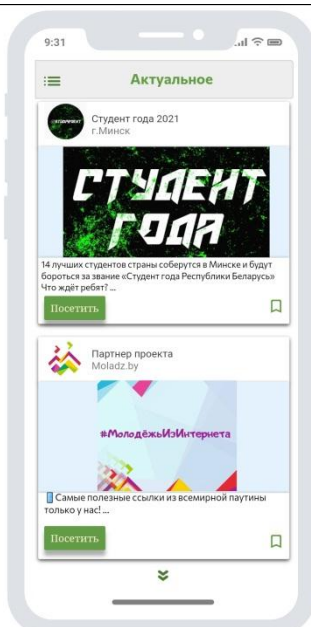 9:31
Актуальное
Студент года 2021
г.Минск
СТУДЕНТ
ГОДА
14 лучших студентов страны соберутся в Минске и будут
бороться за звание «Студент года Республики Беларусь»
Что ждёт ребят? ...
Посетить
Партнер проекта
Moladz.by
#МолодёжьИзИнтернета
Самые полезные ссылки из всемирной паутины
только у нас! ...
Посетить